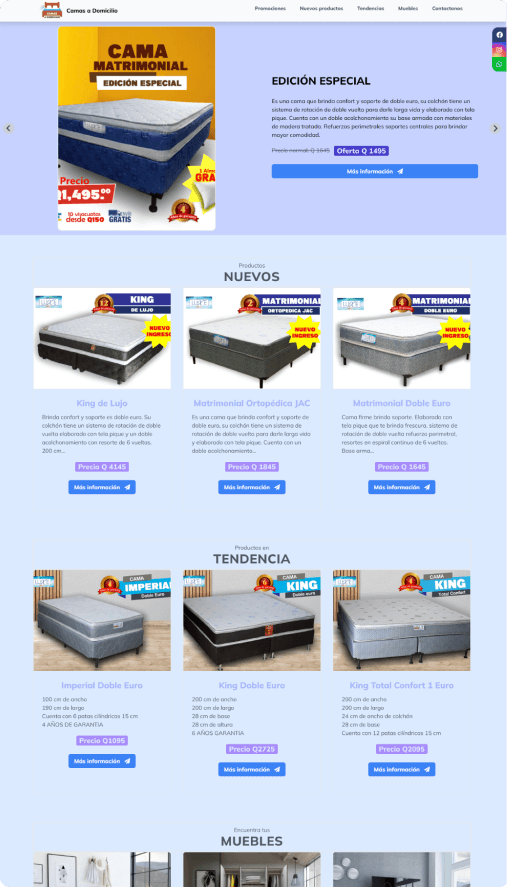 Camas a Domicilio
Promociones
Nuevos productos
Tendencias
Muebles
Contactanos
CAMA
MATRIMONIAL
EDICIÓN ESPECIAL
Precio
Q1,495.00
10 visacuotas
desde Q150
GRATIS
EDICIÓN ESPECIAL
Es una cama que brinda confort y soporte de doble euro, su colchón tiene un
sistema de rotación de doble vuelta para darle larga vida y elaborado con tela
pique. Cuenta con un doble acolchonamiento su base armada con materiales
de madera tratada. Refuerzos perimetrales soportes centrales para brindar
mayor comodidad.
Precio normal: Q 1845
Oferta Q 1495
Más información
Productos
NUEVOS
12
KING
DE LUJO
NUEVO
INGRESO
2
MATRIMONIAL
ORTOPEDICA JAC
NUEVO
INGRESO
4
MATRIMONIAL
DOBLE EURO
NUEVO
INGRESO
King de Lujo
Brinda confort y soporte es doble euro. Su
colchón tiene un sistema de rotación de doble
vuelta elaborado con tela pique y un doble
acolchonamiento con resorte de 6 vueltas.
200 cm...
Precio Q 4145
Más información
Matrimonial Ortopédica JAC
Es una cama que brinda confort y soporte de
doble euro, su colchón tiene un sistema de
rotación de doble vuelta para darle larga vida
y elaborado con tela pique. Cuenta con un
doble acolchonamiento...
Precio Q 1845
Más información
Matrimonial Doble Euro
Cama firme brinda soporte. Elaborada con
tela pique que te brinda frescura, sistema de
rotación de doble vuelta refuerzo perimetral,
resortes en espiral continuo de 6 vueltas.
Base arma...
Precio Q 1645
Más información
Productos en
TENDENCIA
4
CAMA
IMPERIAL
Doble Euro
CAMA
KING
Doble euro
4
CAMA
KING
Total Confort
Imperial Doble Euro
100 cm de ancho
190 cm de largo
Cuenta con 6 patas cilíndricas 15 cm
4 AÑOS DE GARANTIA
Precio Q1095
Más información
King Doble Euro
200 cm de ancho
200 cm de largo
28 cm de base
28 cm de altura
6 AÑOS GARANTIA
Precio Q2725
Más información
King Total Confort 1 Euro
200 cm de ancho
200 cm de largo
24 cm de ancho de colchón
28 cm de base
Cuenta con 12 patas cilíndricas 15 cm
Precio Q2095
Más información
Encuentra tus
MUEBLES